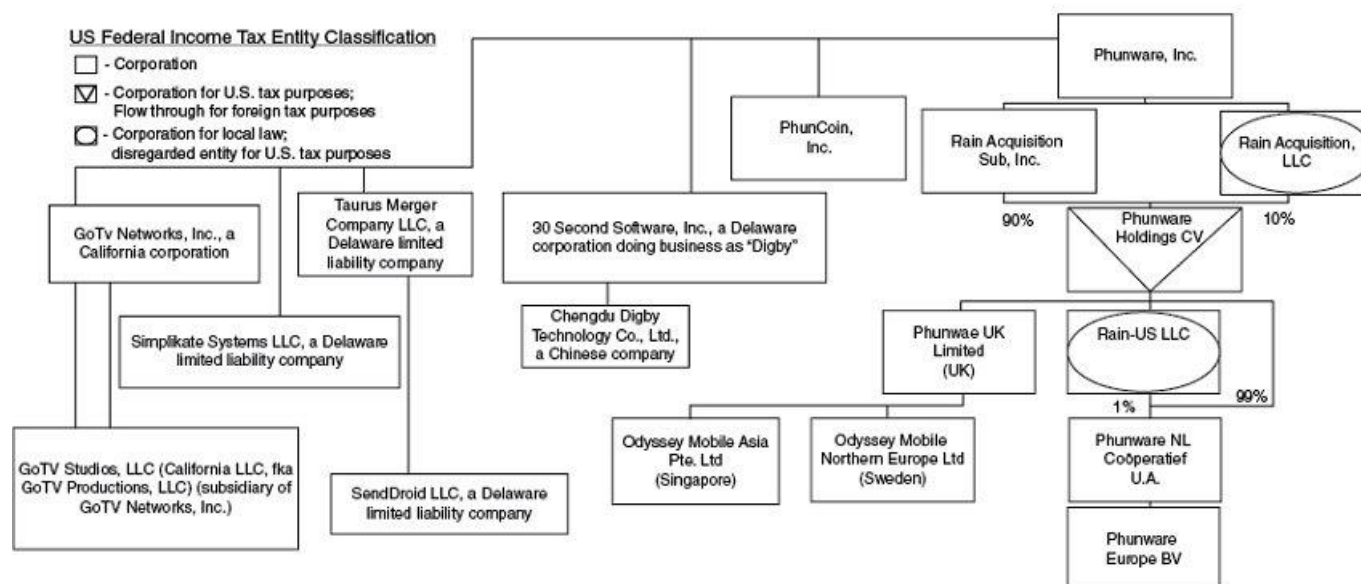 US Federal Income Tax Entity Classification
- Corporation
- Corporation for U.S. tax purposes;
Flow through for foreign tax purposes
- Corporation for local law;
disregarded entity for U.S. tax purposes
Phunware, Inc.
PhunCoin,
Inc.
Rain Acquisition
Sub, Inc.
Rain Acquisition,
LLC
GoTv Networks, Inc., a
California corporation
Taurus Merger
Company LLC, a
Delaware limited
liability company
30 Second Software, Inc., a Delaware
corporation doing business as “Digby”
90%
Phunware
Holdings CV
10%
Simplikate Systems LLC, a Delaware
limited liability company
Chengdu Digby
Technology Co., Ltd.,
a Chinese company
Phunwae UK
Limited
(UK)
Rain-US LLC
1%
99%
GoTV Studios, LLC (California LLC, fka
GoTV Productions, LLC) (subsidiary of
GoTV Networks, Inc.)
SendDroid LLC, a Delaware
limited liability company
Odyssey Mobile Asia
Pte. Ltd
(Singapore)
Odyssey Mobile
Northern Europe Ltd
(Sweden)
Phunware NL
Coöperatief
U.A.
Phunware
Europe BV